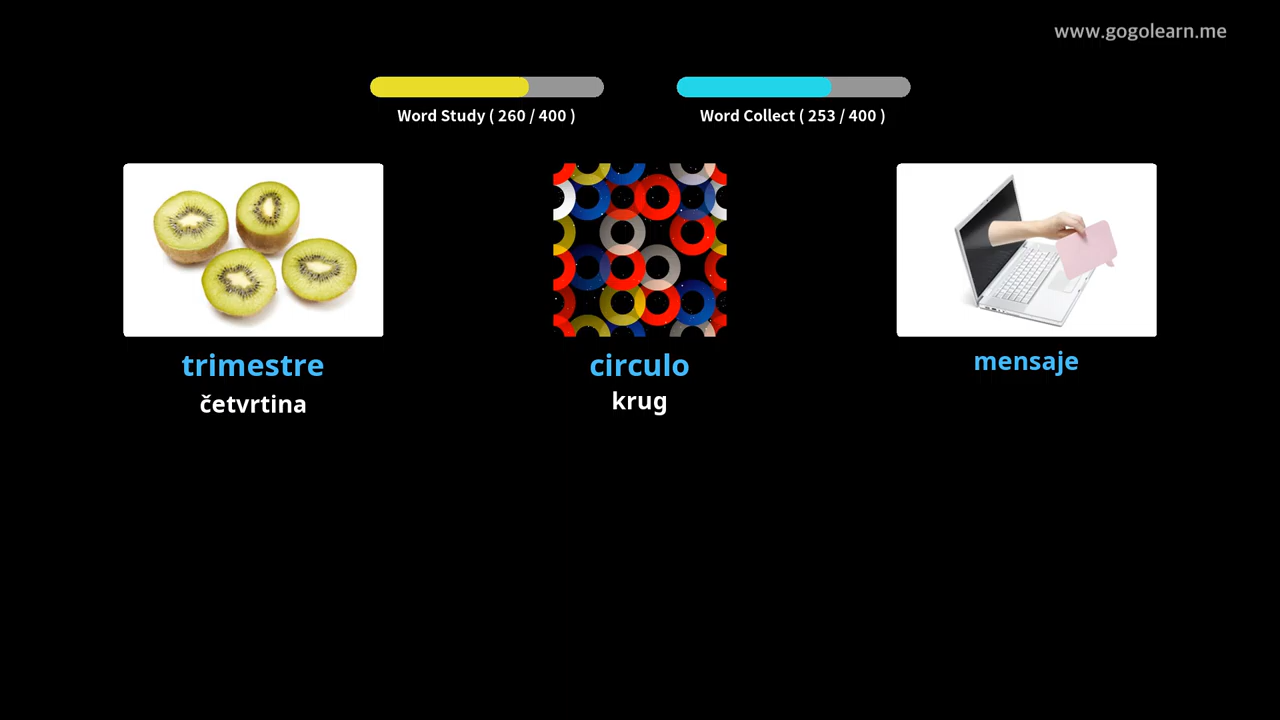 www.gogolearn.me
Word Study ( 260 / 400 )
Word Collect ( 253 / 400 )
trimestre
circulo
mensaje
četvrtina
krug